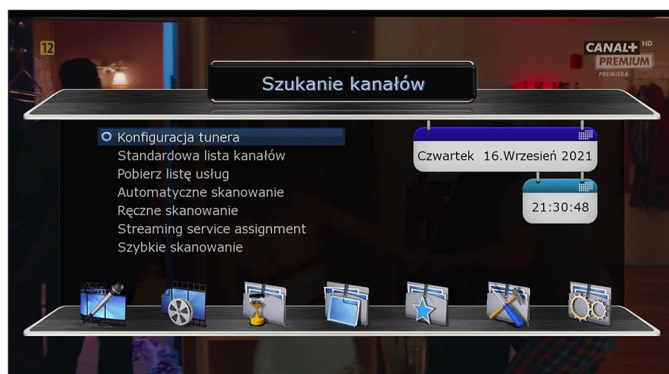 12
CANAL+ HD
PREMIUM
PREMIERA
Szukanie kanałów
Konfiguracja tunera
Standardowa lista kanałów
Pobierz listę usług
Automatyczne skanowanie
Ręczne skanowanie
Streaming service assignment
Szybkie skanowanie
Czwartek 16.Wrzesień 2021
21:30:48